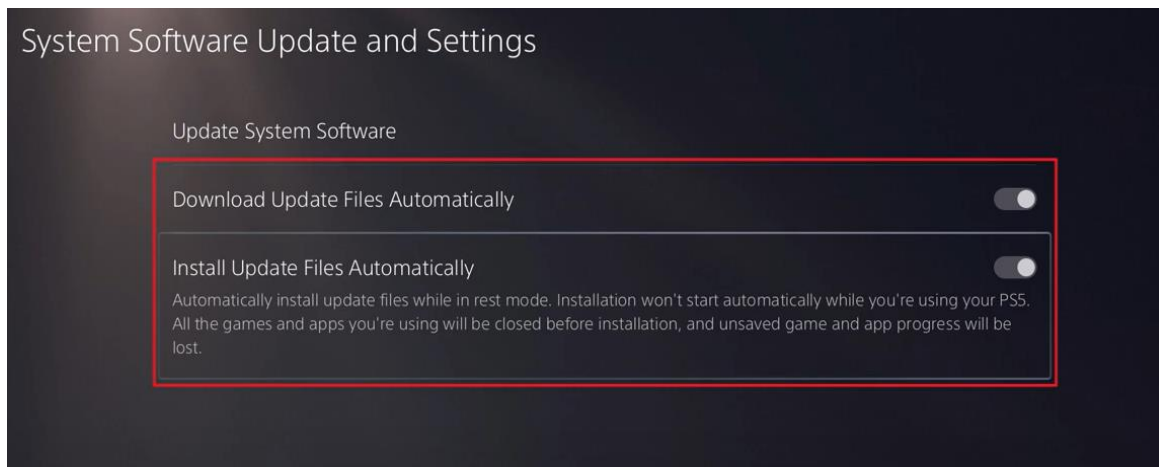 System Software Update and Settings
Update System Software
Download Update Files Automatically
Install Update Files Automatically
Automatically install update files while in rest mode. Installation won't start automatically while you're using your PS5.
All the games and apps you're using will be closed before installation, and unsaved game and app progress will be
lost.